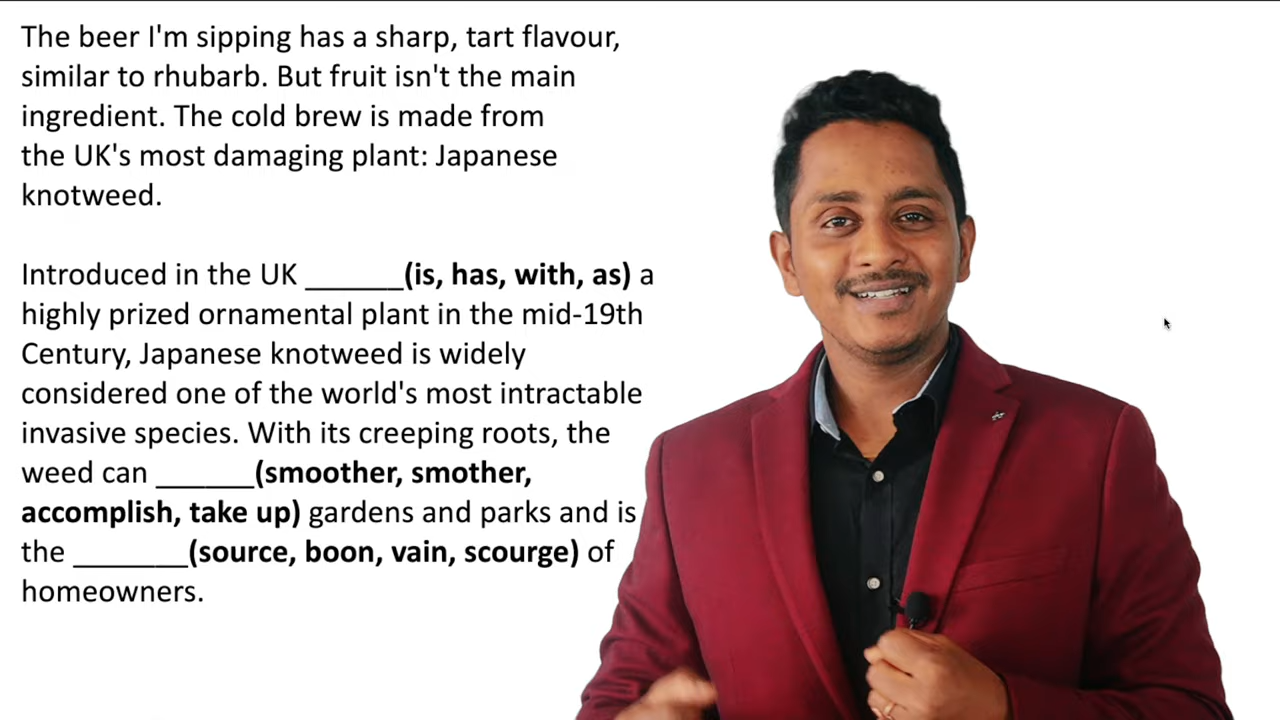 The beer I'm sipping has a sharp, tart flavour,
similar to rhubarb. But fruit isn't the main
ingredient. The cold brew is made from
the UK's most damaging plant: Japanese
knotweed.
Introduced in the UK ______(is, has, with, as) a
highly prized ornamental plant in the mid-19th
Century, Japanese knotweed is widely
considered one of the world's most intractable
invasive species. With its creeping roots, the
weed can ______(smoother, smother,
accomplish, take up) gardens and parks and is
the _______(source, boon, vain, scourge) of
homeowners.